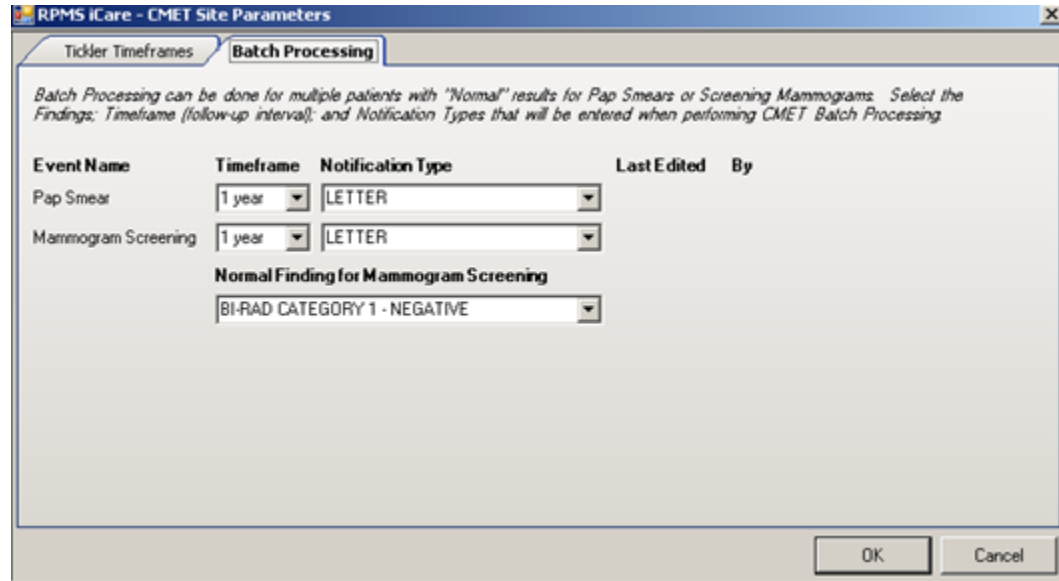 RPMS iCare - CMET Site Parameters
Tickler Timeframes Batch Processing
Batch Processing can be done for multiple patients with "Normal" results for Pap Smears or Screening Mammograms. Select the
Findings; Timeframe (follow-up interval); and Notification Types that will be entered when performing CMET Batch Processing.
Event Name Timeframe Notification Type Last Edited By
Pap Smear 1 year LETTER
Mammogram Screening 1 year LETTER
Normal Finding for Mammogram Screening
BI-RAD CATEGORY 1 - NEGATIVE
OK Cancel